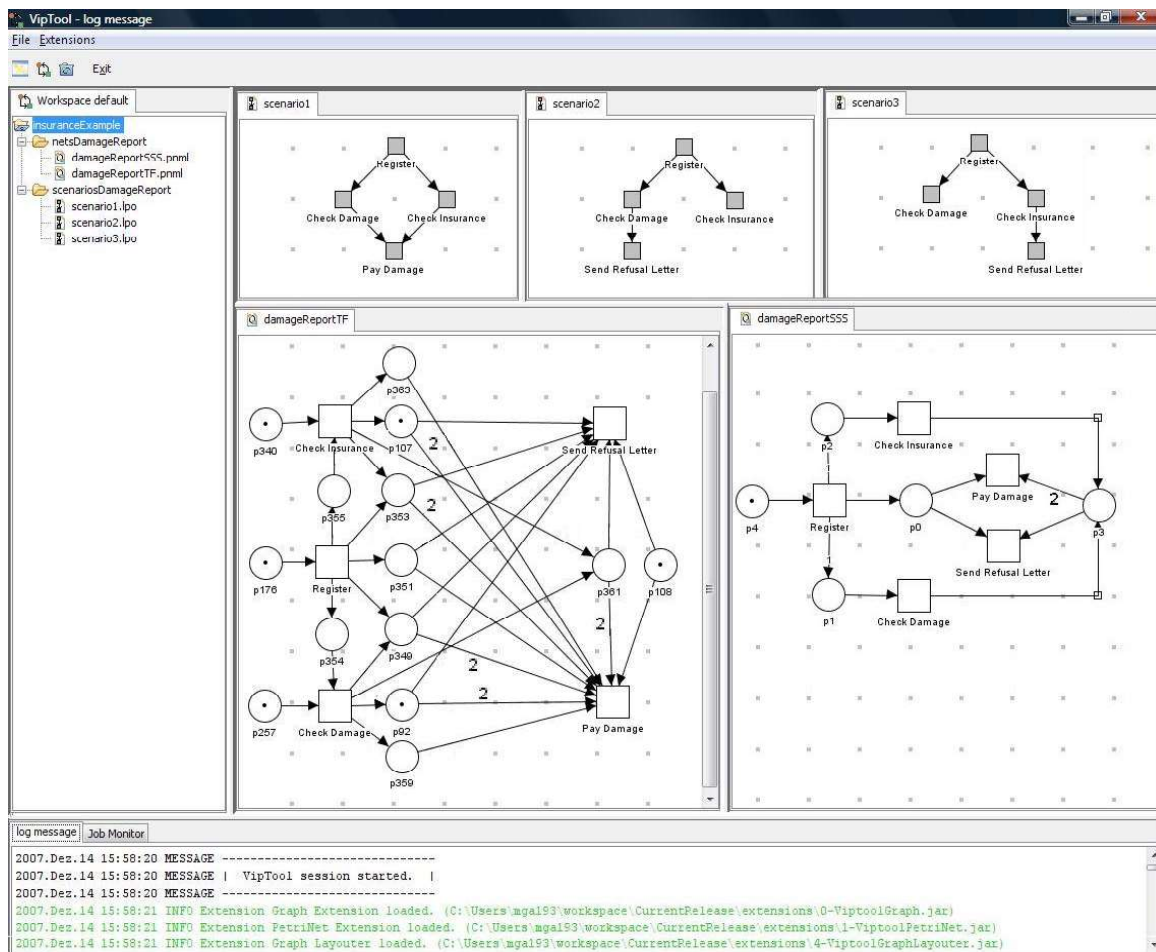 VipTool - log message
File Extensions
Exit
Workspace default
insuranceExample
netsDamageReport
damageReportSSS.pnml
damageReportTF.pnml
scenariosDamageReport
scenario1.lpo
scenario2.lpo
scenario3.lpo
scenario1
Register
Check Damage Check Insurance
Pay Damage
scenario2
Register
Check Damage Check Insurance
Send Refusal Letter
scenario3
Register
Check Damage Check Insurance
Send Refusal Letter
damageReportTF
p363
Check Insurance
p340
p107
2
Send Refusal Letter
p355
p353
2
p176
Register
p351
p361
p108
p354
p349
2
2
2
p257
Check Damage
p92
Pay Damage
p359
damageReportSSS
p2
Check Insurance
1
Pay Damage
2
p4
Register
p0
p3
1
Send Refusal Letter
p1
Check Damage
log message Job Monitor
2007.Dez.14 15:58:20 MESSAGE ------------------------------
2007.Dez.14 15:58:20 MESSAGE | VipTool session started. |
2007.Dez.14 15:58:20 MESSAGE ------------------------------
2007.Dez.14 15:58:21 INFO Extension Graph Extension loaded. (C:\Users\mgal93\workspace\CurrentRelease\extensions\0-ViptoolGraph.jar)
2007.Dez.14 15:58:21 INFO Extension PetriNet Extension loaded. (C:\Users\mgal93\workspace\CurrentRelease\extensions\1-ViptoolPetriNet.jar)
2007.Dez.14 15:58:21 INFO Extension Graph Layouter loaded. (C:\Users\mgal93\workspace\CurrentRelease\extensions\4-ViptoolGraphLayouter.jar)